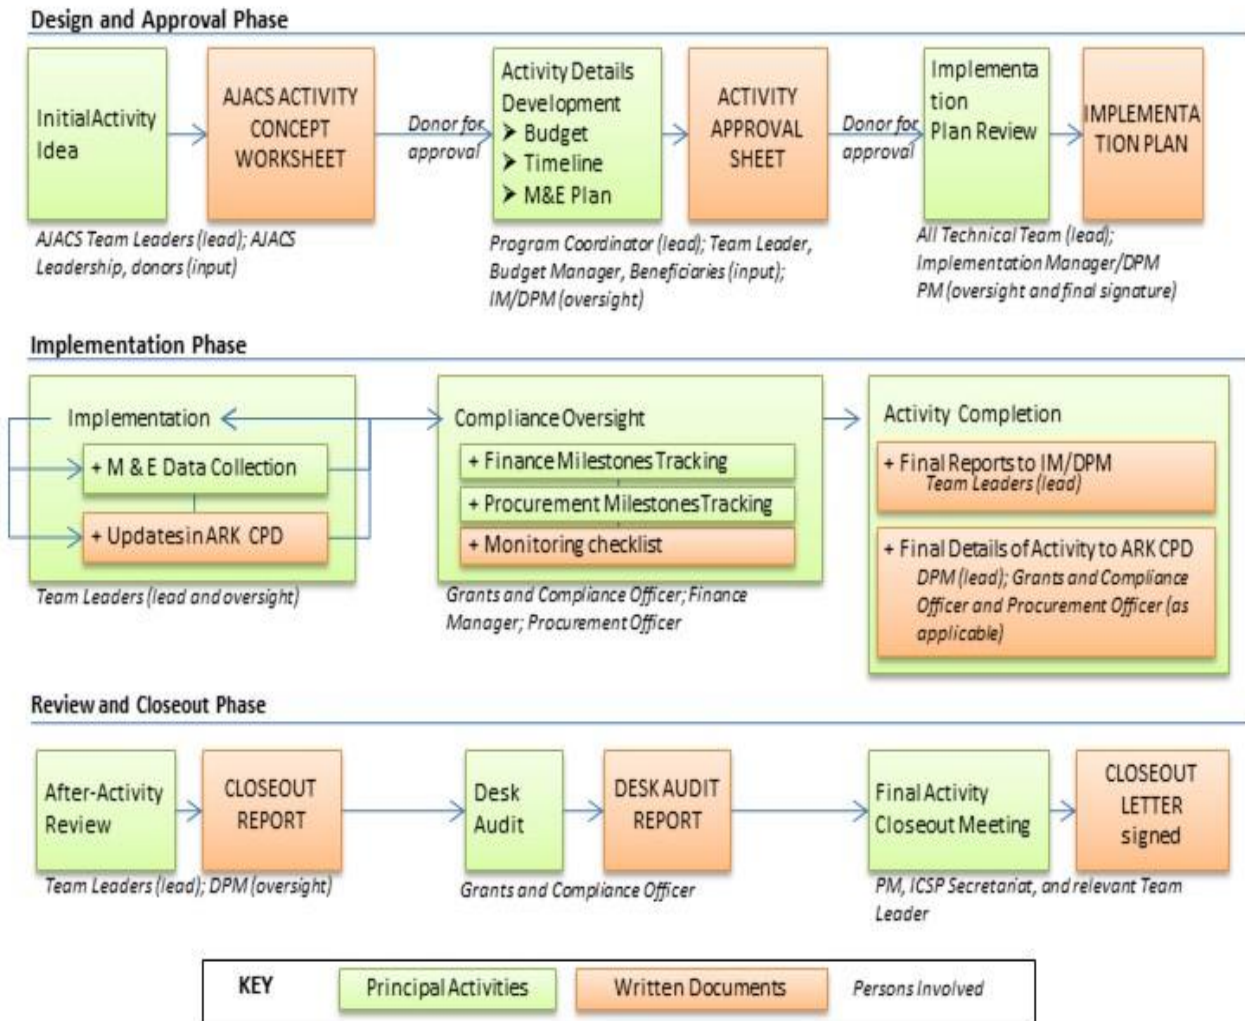 Design and Approval Phase
Initial Activity
Idea
AJACS ACTIVITY
CONCEPT
WORKSHEET
Donor for
approval
Activity Details
Development
➤ Budget
➤ Timeline
➤ M&E Plan
ACTIVITY
APPROVAL
SHEET
Donor for
approval
Implementa
tion
Plan Review
IMPLEMENTA
TION PLAN
AJACS Team Leaders (lead); AJACS
Leadership, donors (input)
Program Coordinator (lead); Team Leader,
Budget Manager, Beneficiaries (input);
IM/DPM (oversight)
All Technical Team (lead);
Implementation Manager/DPM
PM (oversight and final signature)
Implementation Phase
Implementation
+ M & E Data Collection
+ Updates in ARK CPD
Team Leaders (lead and oversight)
Compliance Oversight
+ Finance Milestones Tracking
+ Procurement Milestones Tracking
+ Monitoring checklist
Grants and Compliance Officer; Finance
Manager; Procurement Officer
Activity Completion
+ Final Reports to IM/DPM
Team Leaders (lead)
+ Final Details of Activity to ARK CPD
DPM (lead); Grants and Compliance
Officer and Procurement Officer (as
applicable)
Review and Closeout Phase
After-Activity
Review
CLOSEOUT
REPORT
Team Leaders (lead); DPM (oversight)
Desk
Audit
DESK AUDIT
REPORT
Grants and Compliance Officer
Final Activity
Closeout Meeting
CLOSEOUT
LETTER
signed
PM, ICSP Secretariat, and relevant Team
Leader
KEY
Principal Activities
Written Documents
Persons Involved